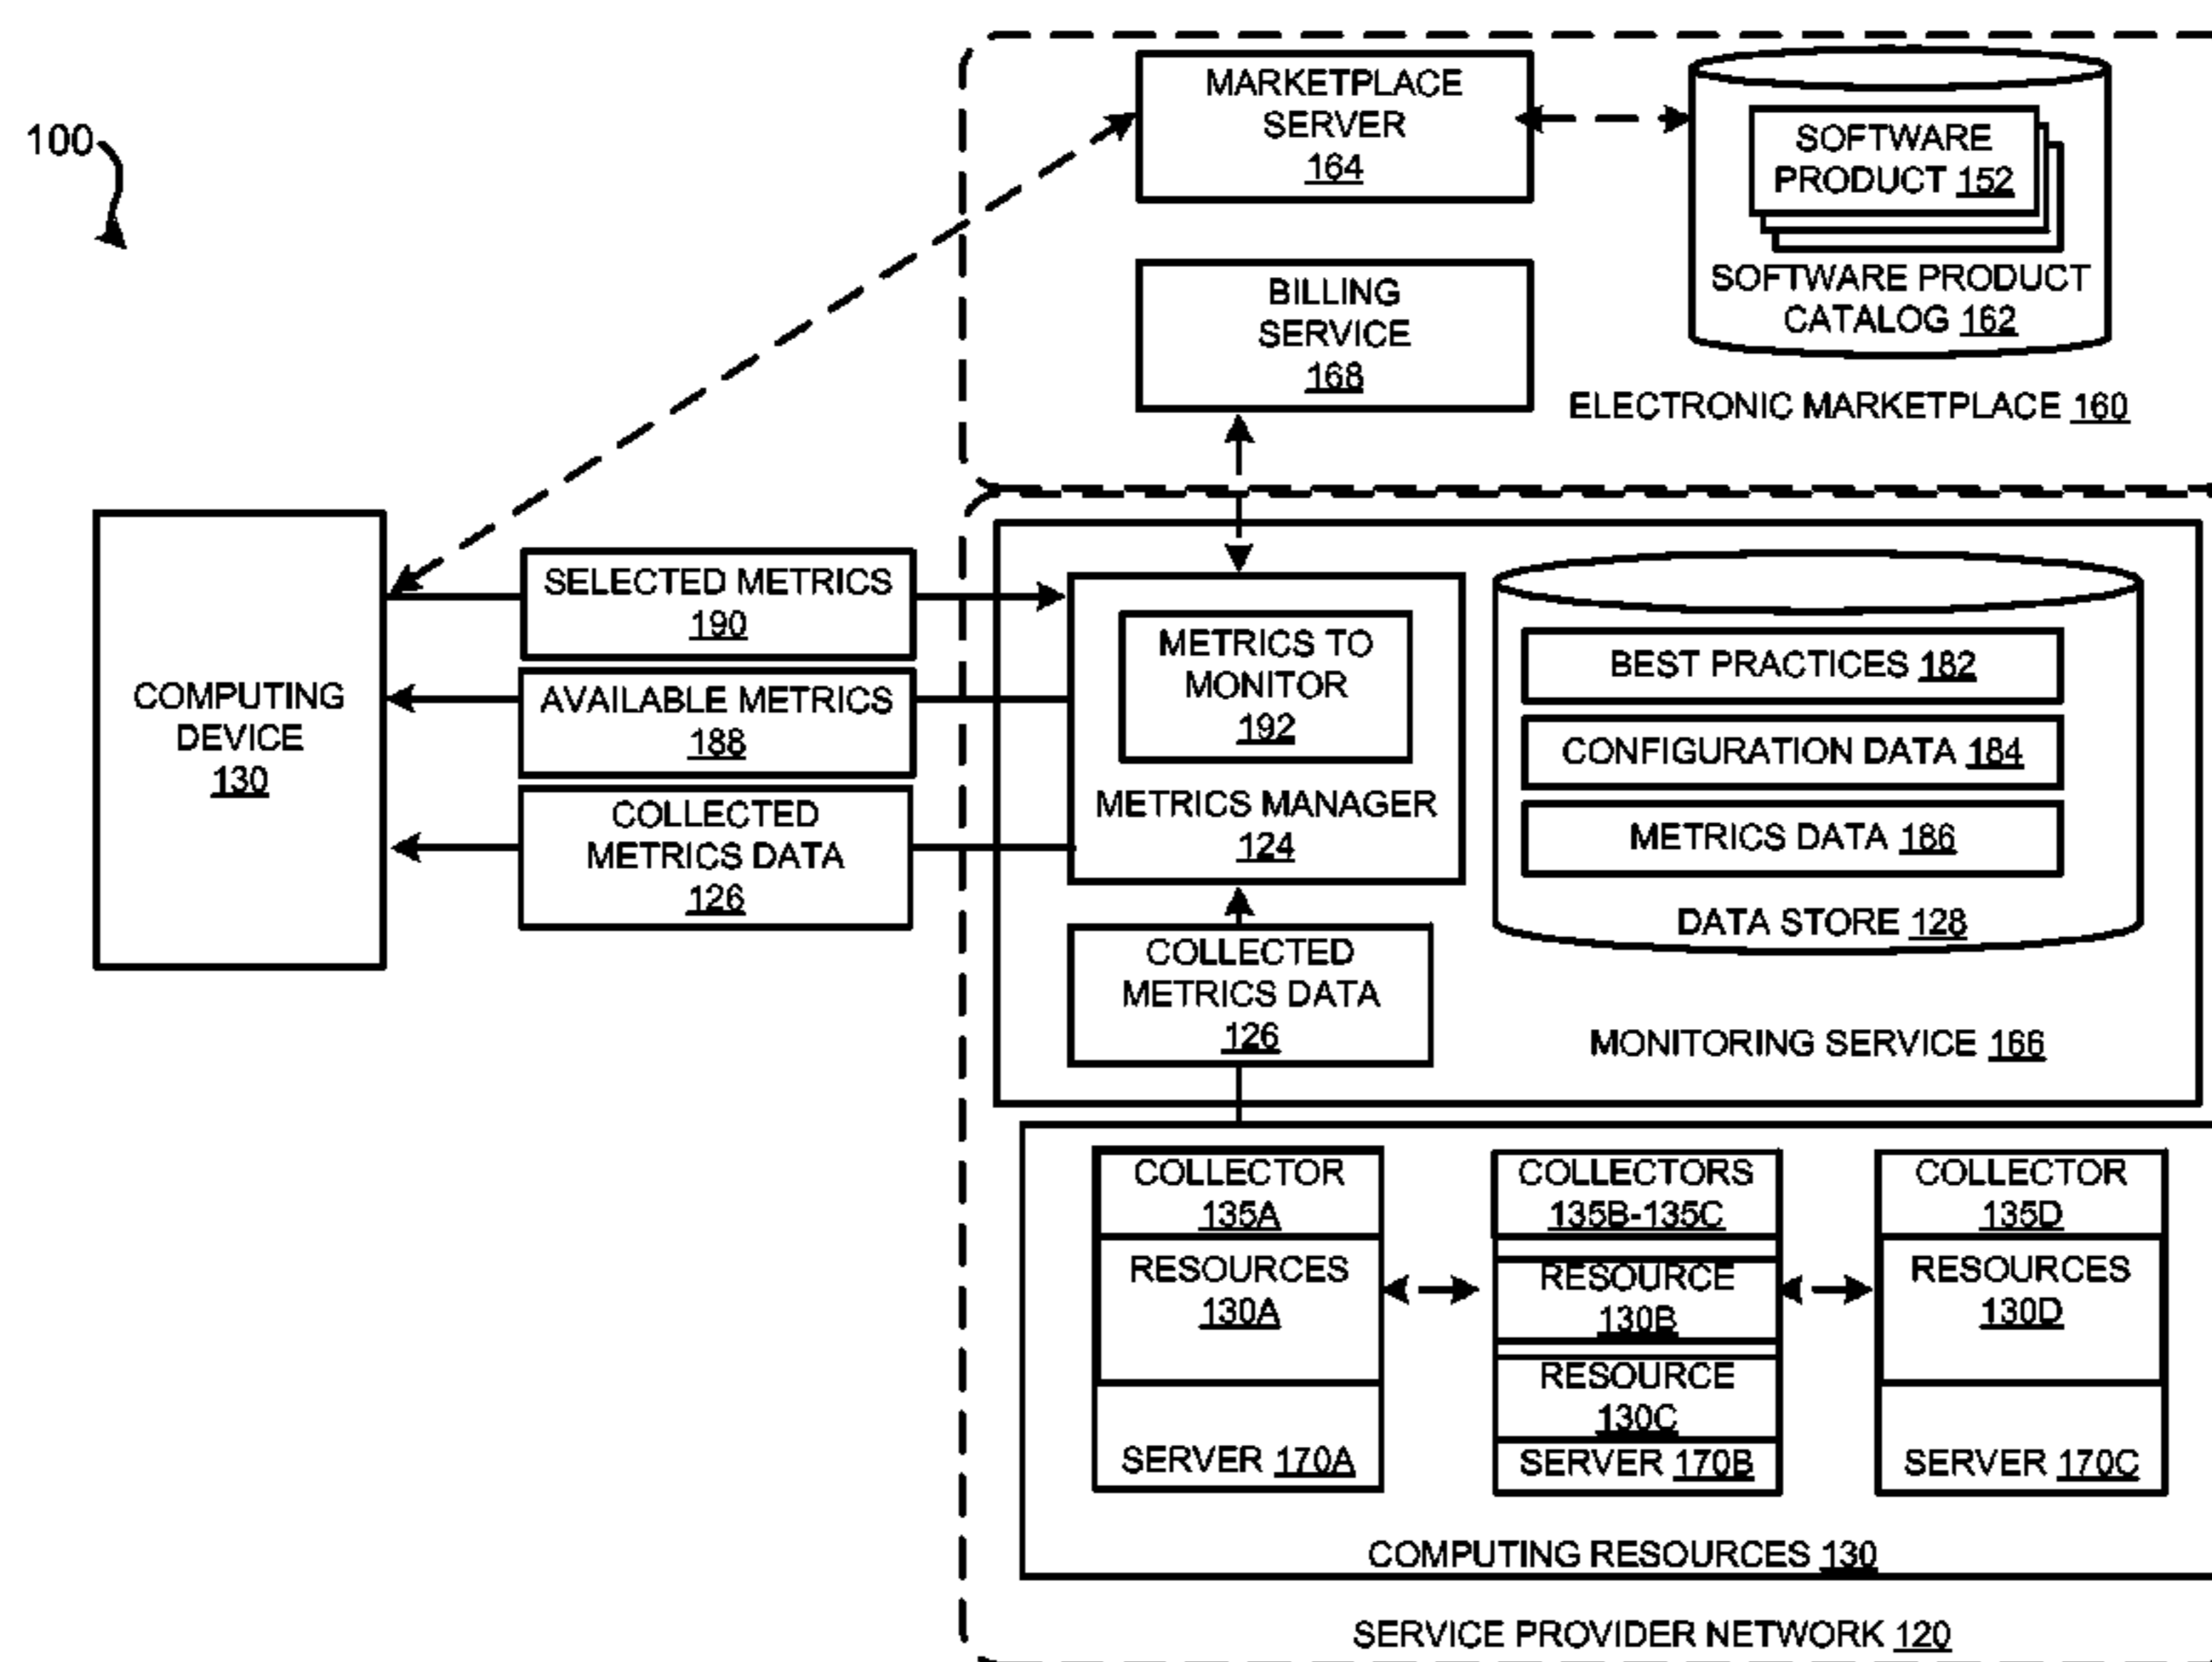 100
MARKETPLACE
SERVER
164
SOFTWARE
PRODUCT 152
SOFTWARE PRODUCT
CATALOG 162
BILLING
SERVICE
168
ELECTRONIC MARKETPLACE 160
COMPUTING
DEVICE
130
SELECTED METRICS
190
AVAILABLE METRICS
188
COLLECTED
METRICS DATA
126
METRICS TO
MONITOR
192
METRICS MANAGER
124
BEST PRACTICES 182
CONFIGURATION DATA 184
METRICS DATA 186
DATA STORE 128
COLLECTED
METRICS DATA
126
MONITORING SERVICE 166
COLLECTOR
135A
RESOURCES
130A
SERVER 170A
COLLECTORS
135B-135C
RESOURCE
130B
RESOURCE
130C
SERVER 170B
COLLECTOR
135D
RESOURCES
130D
SERVER 170C
COMPUTING RESOURCES 130
SERVICE PROVIDER NETWORK 120